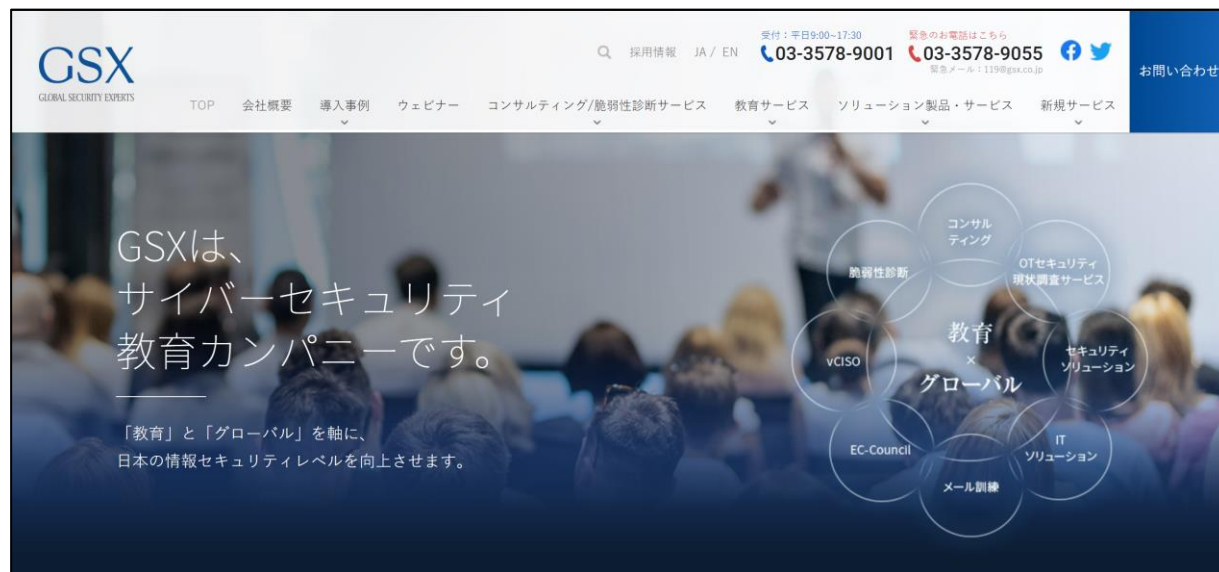 GSX
GLOBAL SECURITY EXPERTS
採用情報 JA / EN
受付：平日9:00~17:30
03-3578-9001
緊急のお電話はこちら
03-3578-9055
緊急メール：119@gsx.co.jp
お問い合わせ
TOP 会社概要 導入事例 ウェビナー コンサルティング/脆弱性診断サービス 教育サービス ソリューション製品・サービス 新規サービス
GSXは、
サイバーセキュリティ
教育カンパニーです。
「教育」と「グローバル」を軸に、
日本の情報セキュリティレベルを向上させます。
コンサル
ティング
脆弱性診断
OTセキュリティ
現状調査サービス
教育
×
グローバル
vCISO
セキュリティ
ソリューション
EC-Council
IT
ソリューション
メール訓練